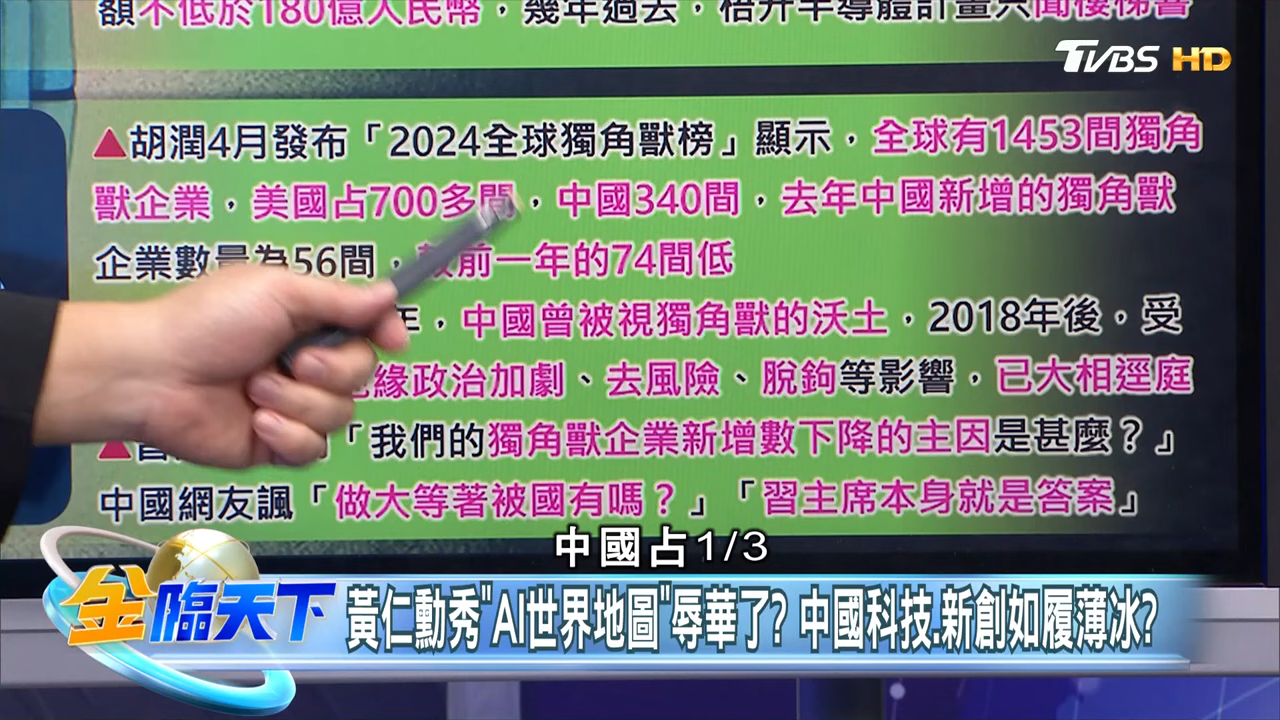 額不低於180億人民幣，幾年過去，梧升半導體計畫只聞樓梯響
TVBS HD
▲胡潤4月發布「2024全球獨角獸榜」顯示，全球有1453間獨角
獸企業，美國占700多間，中國340間，去年中國新增的獨角獸
企業數量為56間，較前一年的74間低
年，中國曾被視獨角獸的沃土，2018年後，受
地緣政治加劇、去風險、脫鉤等影響，已大相逕庭
▲「我們的獨角獸企業新增數下降的主因是甚麼？」
中國網友諷「做大等著被國有嗎？」「習主席本身就是答案」
中國占1/3
金臨天下
黃仁勳秀"AI世界地圖"辱華了? 中國科技.新創如履薄冰?